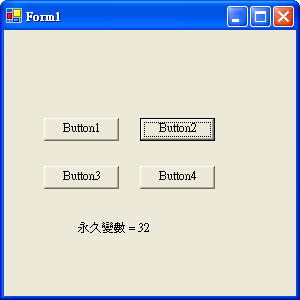 Form1
Button1 Button2
Button3 Button4
永久變數 = 32